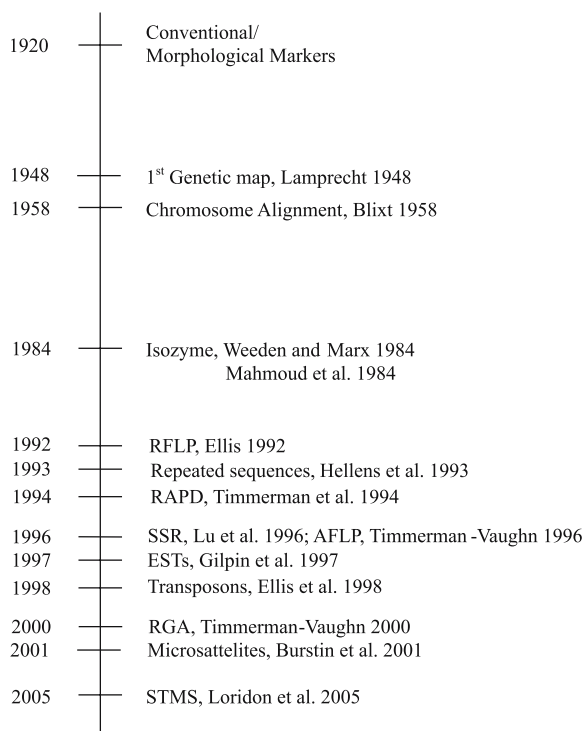 1920 Conventional/
Morphological Markers
1948 1st Genetic map, Lamprecht 1948
1958 Chromosome Alignment, Blixt 1958
1984 Isozyme, Weeden and Marx 1984
Mahmoud et al. 1984
1992 RFLP, Ellis 1992
1993 Repeated sequences, Hellens et al. 1993
1994 RAPD, Timmerman et al. 1994
1996 SSR, Lu et al. 1996; AFLP, Timmerman-Vaughn 1996
1997 ESTs, Gilpin et al. 1997
1998 Transposons, Ellis et al. 1998
2000 RGA, Timmerman-Vaughn 2000
2001 Microsattelites, Burstin et al. 2001
2005 STMS, Loridon et al. 2005